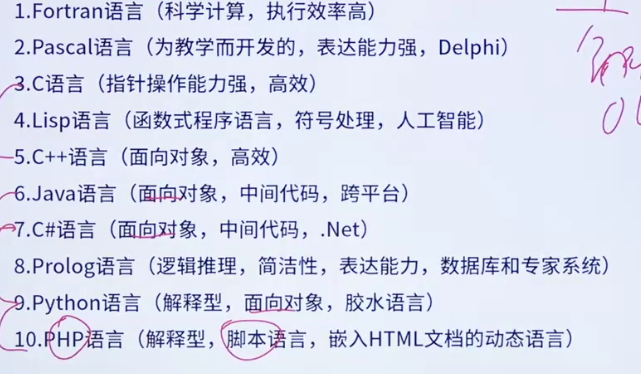 1.Fortran语言（科学计算，执行效率高）
2.Pascal语言（为教学而开发的，表达能力强，Delphi）
3.C语言（指针操作能力强，高效）
4.Lisp语言（函数式程序语言，符号处理，人工智能）
5.C++语言（面向对象，高效）
6.Java语言（面向对象，中间代码，跨平台）
7.C#语言（面向对象，中间代码，.Net）
8.Prolog语言（逻辑推理，简洁性，表达能力，数据库和专家系统）
9.Python语言（解释型，面向对象，胶水语言）
10.PHP语言（解释型，脚本语言，嵌入HTML文档的动态语言）